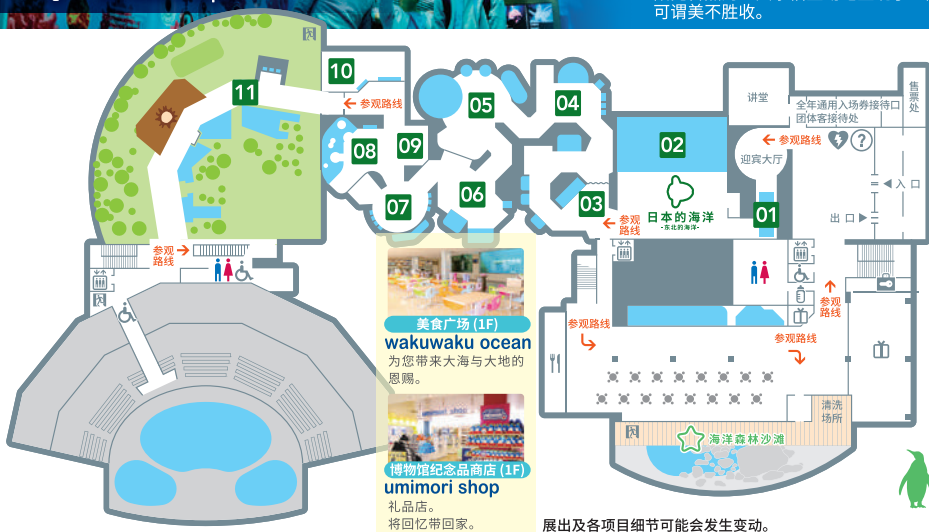 可谓美不胜收。
10
11
参观路线
05
04
讲堂
售票处
全年通用入场券接待口
团体客接待处
参观路线
迎宾大厅
02
08
09
07
06
03
日本的海洋
-东北的海洋-
01
入口
出口
参观
路线
参观
路线
美食广场 (1F)
wakuwaku ocean
为您带来大海与大地的
恩赐。
参观路线
参观
路线
参观路线
博物馆纪念品商店 (1F)
umimori shop
礼品店。
将回忆带回家。
清洗
场所
海洋森林沙滩
展出及各项目细节可能会发生变动。